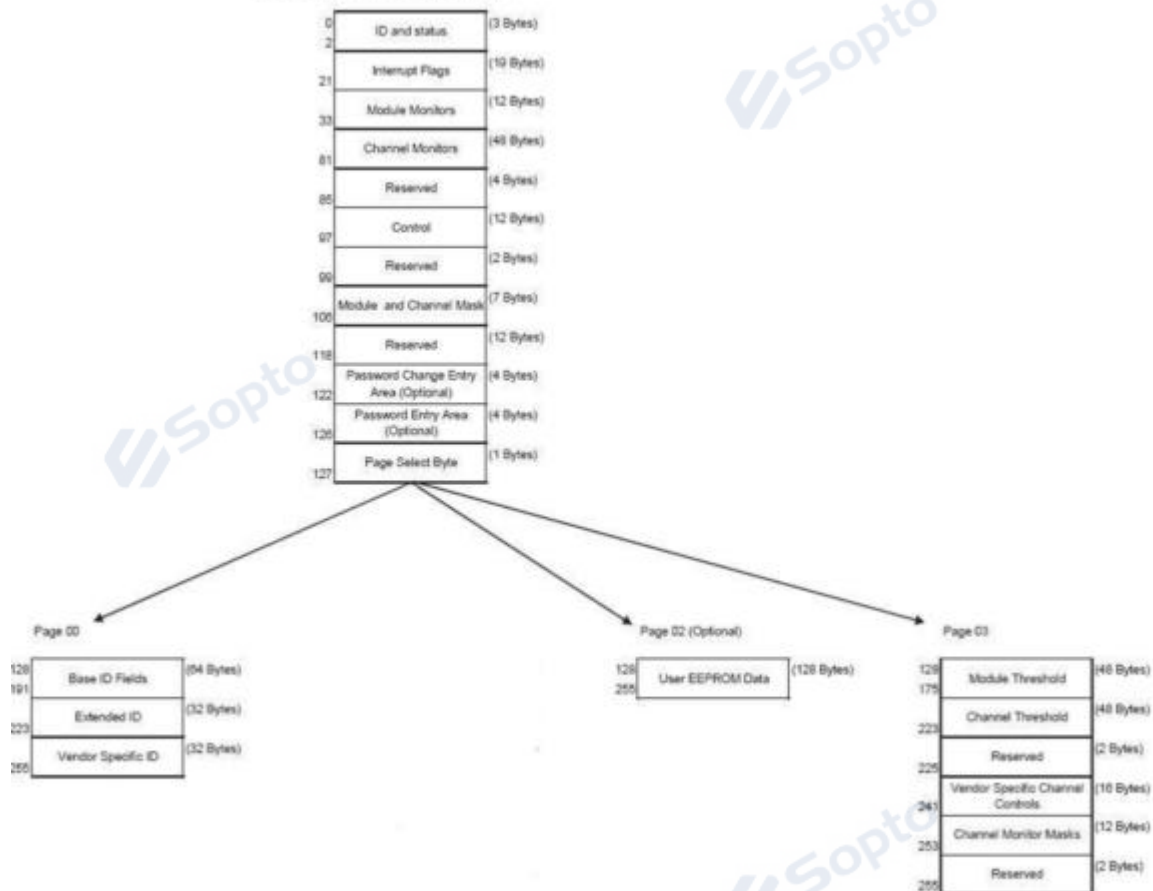 0
ID and status
(3 Bytes)
2
Interrupt Flags
(19 Bytes)
21
Module Monitors
(12 Bytes)
33
Channel Monitors
(48 Bytes)
81
Reserved
(4 Bytes)
85
Control
(12 Bytes)
97
Reserved
(2 Bytes)
99
Module and Channel Mask
(7 Bytes)
106
Reserved
(12 Bytes)
118
Password Change Entry
Area (Optional)
(4 Bytes)
122
Password Entry Area
(Optional)
(4 Bytes)
126
Page Select Byte
(1 Bytes)
127
Sopto
Sopto
Page 00
128
Base ID Fields
(64 Bytes)
191
Extended ID
(32 Bytes)
223
Vendor Specific ID
(32 Bytes)
255
Page 02 (Optional)
128
User EEPROM Data
(128 Bytes)
255
Page 03
128
Module Threshold
(48 Bytes)
175
Channel Threshold
(48 Bytes)
223
Reserved
(2 Bytes)
225
Vendor Specific Channel
Controls
(16 Bytes)
241
Channel Monitor Masks
(12 Bytes)
253
Reserved
(2 Bytes)
255
Sopto